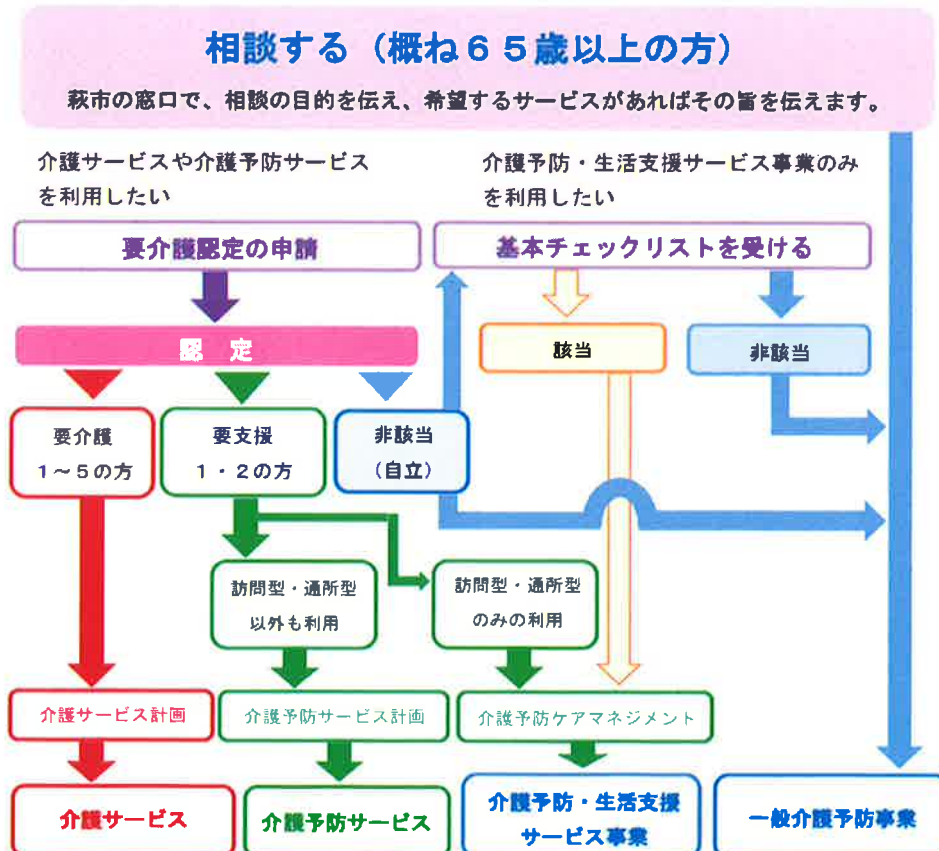 相談する（概ね６５歳以上の方）
萩市の窓口で、相談の目的を伝え、希望するサービスがあればその旨を伝えます。
介護サービスや介護予防サービス
を利用したい
介護予防・生活支援サービス事業のみ
を利用したい
要介護認定の申請
基本チェックリストを受ける
認　定
該当
非該当
要介護
１～５の方
要支援
１・２の方
非該当
（自立）
訪問型・通所型
以外も利用
訪問型・通所型
のみの利用
介護サービス計画
介護予防サービス計画
介護予防ケアマネジメント
介護サービス
介護予防サービス
介護予防・生活支援
サービス事業
一般介護予防事業